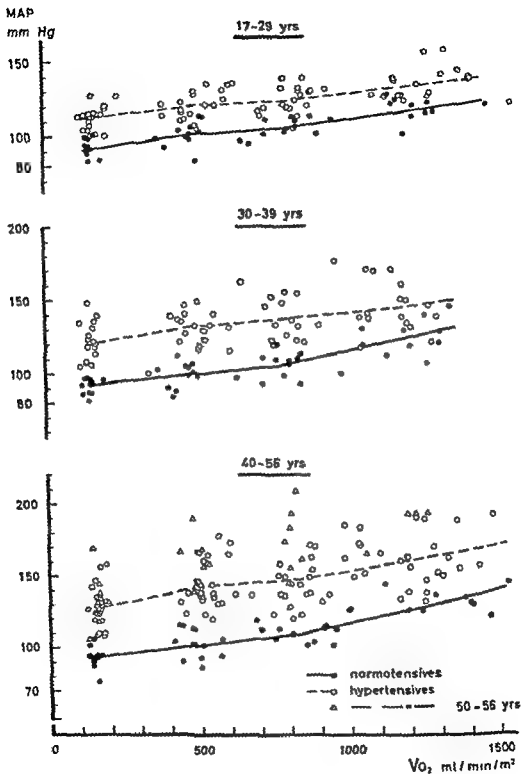 MAP
mm Hg
17-29 yrs
150
100
80
30-39 yrs
200
150
100
80
40-56 yrs
200
150
100
70
normotensives
hypertensives
50-56 yrs
0 500 1000 1500
V̇O₂ ml/min/m²